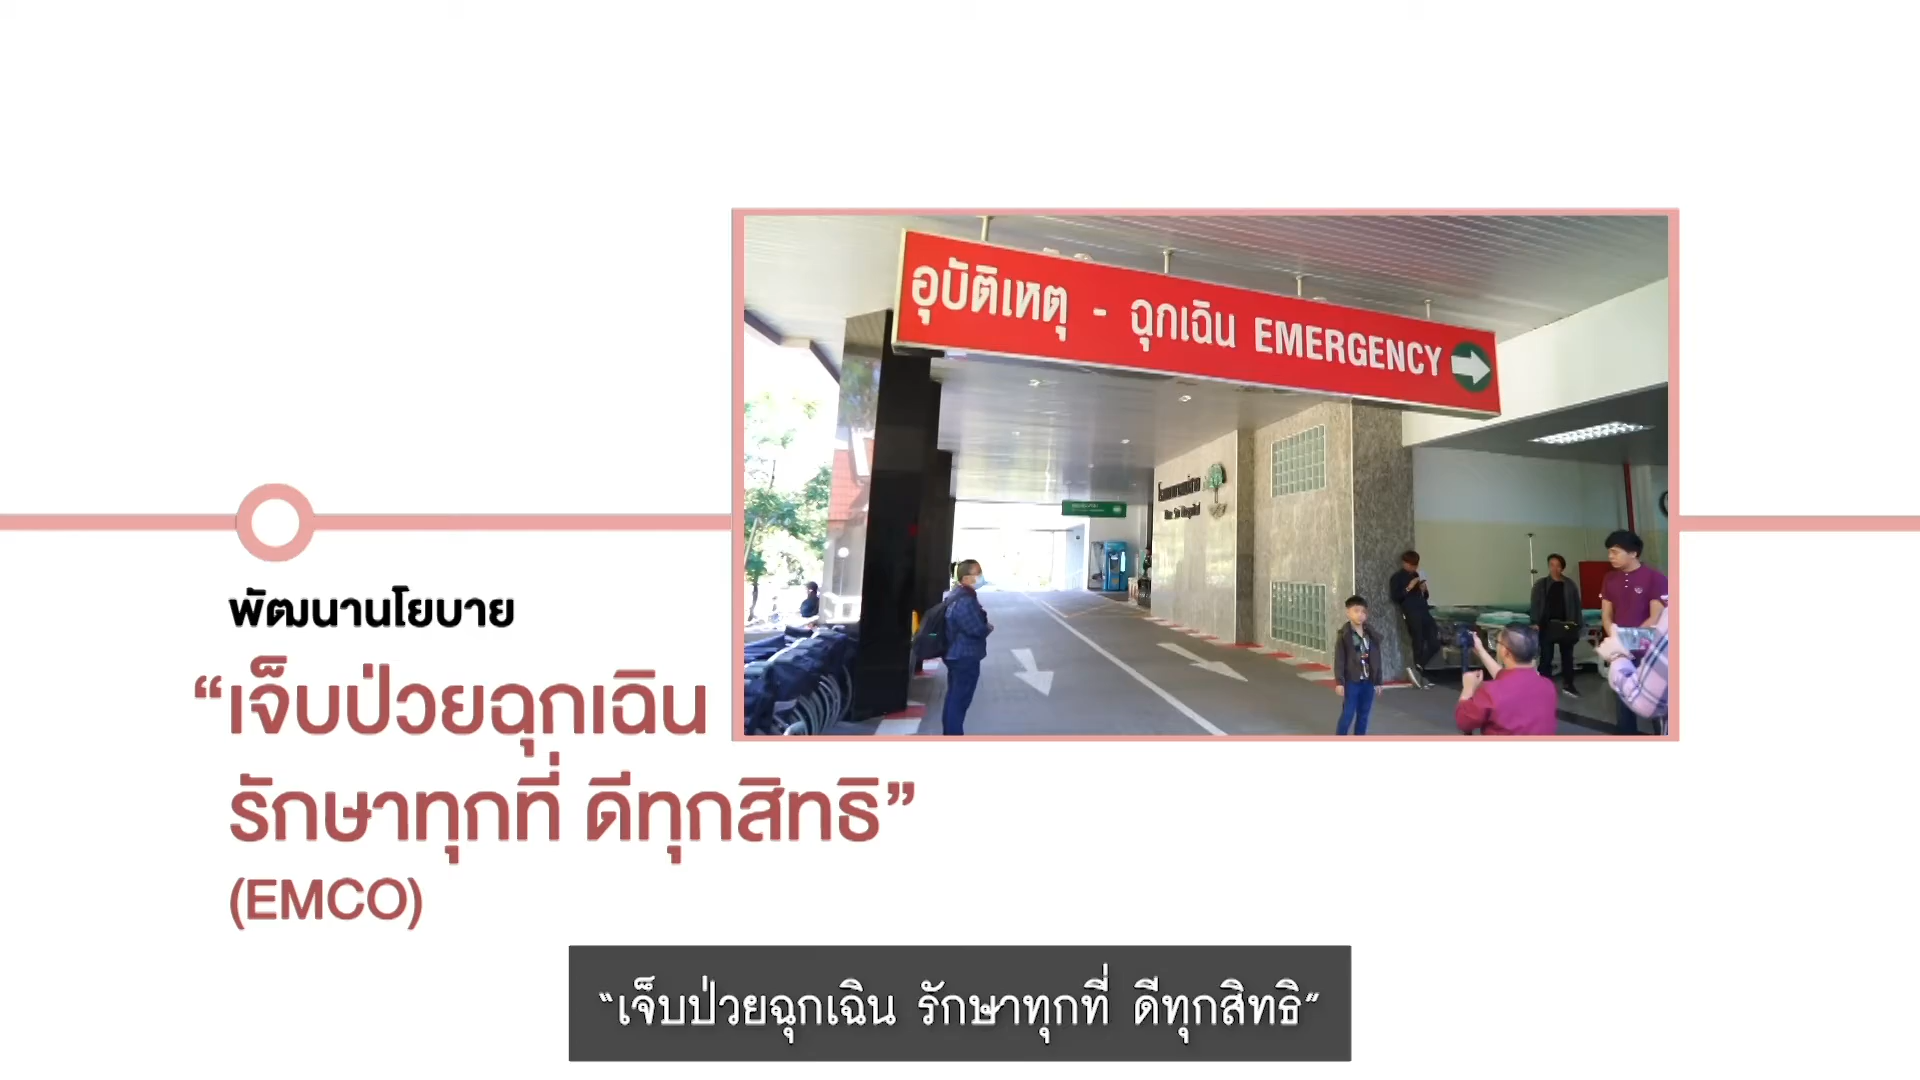 อุบัติเหตุ - ฉุกเฉิน EMERGENCY
พัฒนานโยบาย
“เจ็บป่วยฉุกเฉิน
รักษาทุกที่ ดีทุกสิทธิ”
(EMCO)
“เจ็บป่วยฉุกเฉิน รักษาทุกที่ ดีทุกสิทธิ”